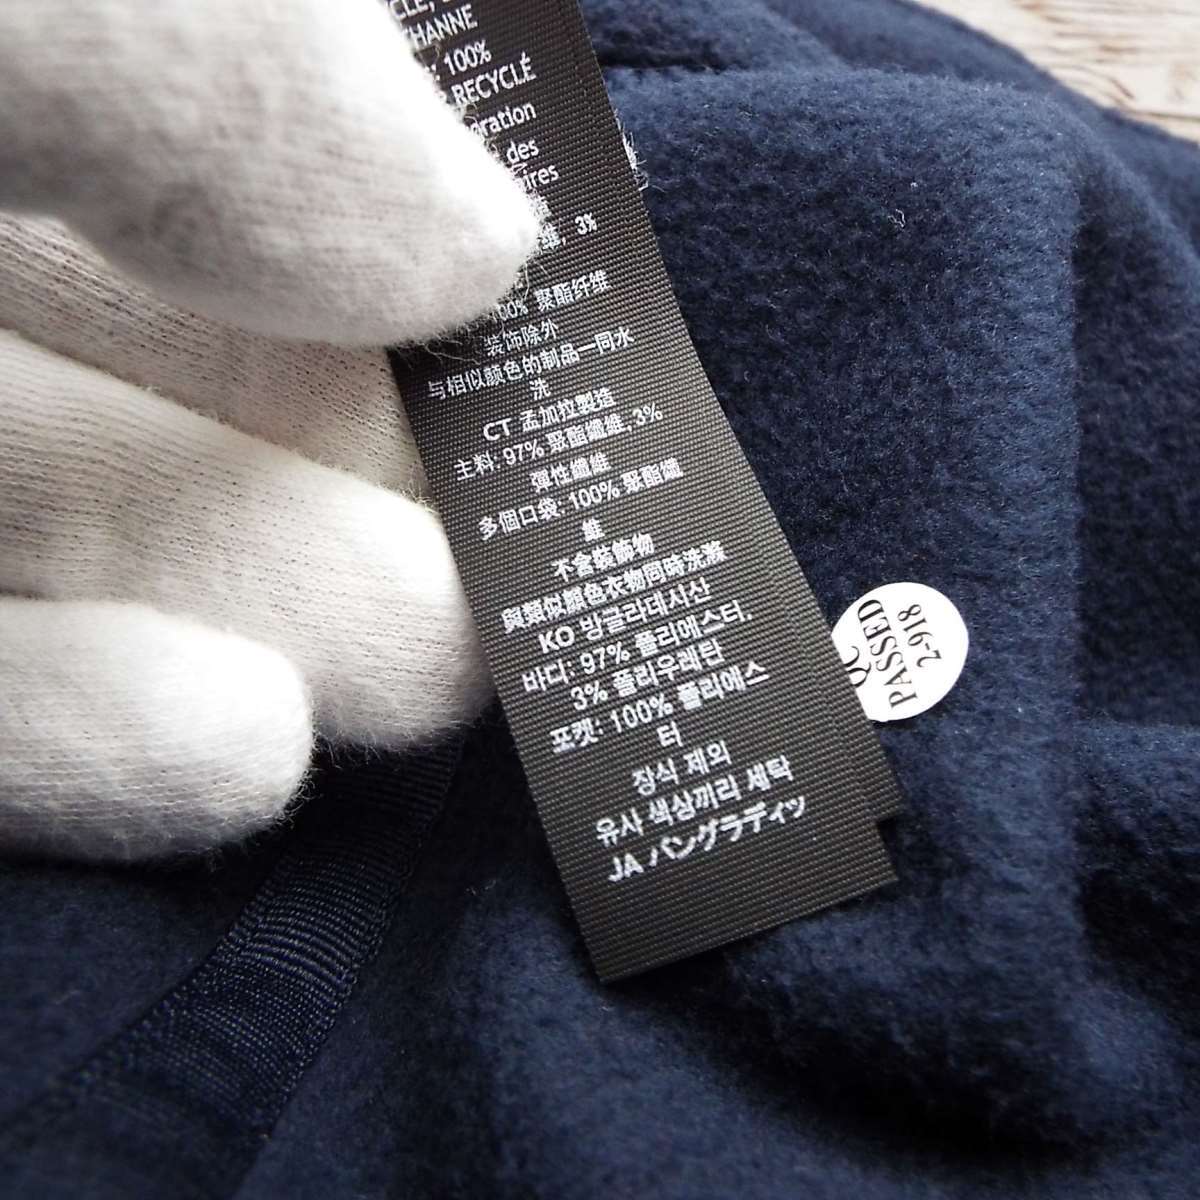 CLE,
CHANNE
100%
RECYCLÉ
des
维, 3%
100% 聚酯纤维
装饰除外
与相似颜色的制品一同水
洗
CT 孟加拉製造
主料: 97% 聚酯纖維, 3%
彈性纖維
多個口袋: 100% 聚酯纖
維
不含裝飾物
與類似顏色衣物同時洗滌
KO 방글라데시산
바디: 97% 폴리에스터,
3% 폴리우레탄
포켓: 100% 폴리에스
터
장식 제외
유사 색상끼리 세탁
JA バングラディッ
QC
PASSED
2-918